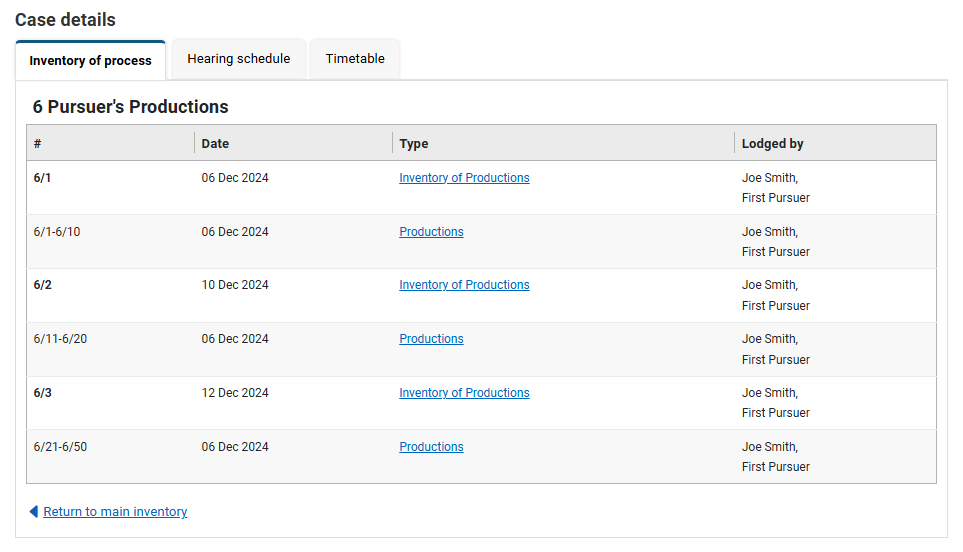 Case details
Inventory of process
Hearing schedule
Timetable
6 Pursuer's Productions
# Date Type Lodged by
6/1 06 Dec 2024 Inventory of Productions Joe Smith,
First Pursuer
6/1-6/10 06 Dec 2024 Productions Joe Smith,
First Pursuer
6/2 10 Dec 2024 Inventory of Productions Joe Smith,
First Pursuer
6/11-6/20 06 Dec 2024 Productions Joe Smith,
First Pursuer
6/3 12 Dec 2024 Inventory of Productions Joe Smith,
First Pursuer
6/21-6/50 06 Dec 2024 Productions Joe Smith,
First Pursuer
Return to main inventory